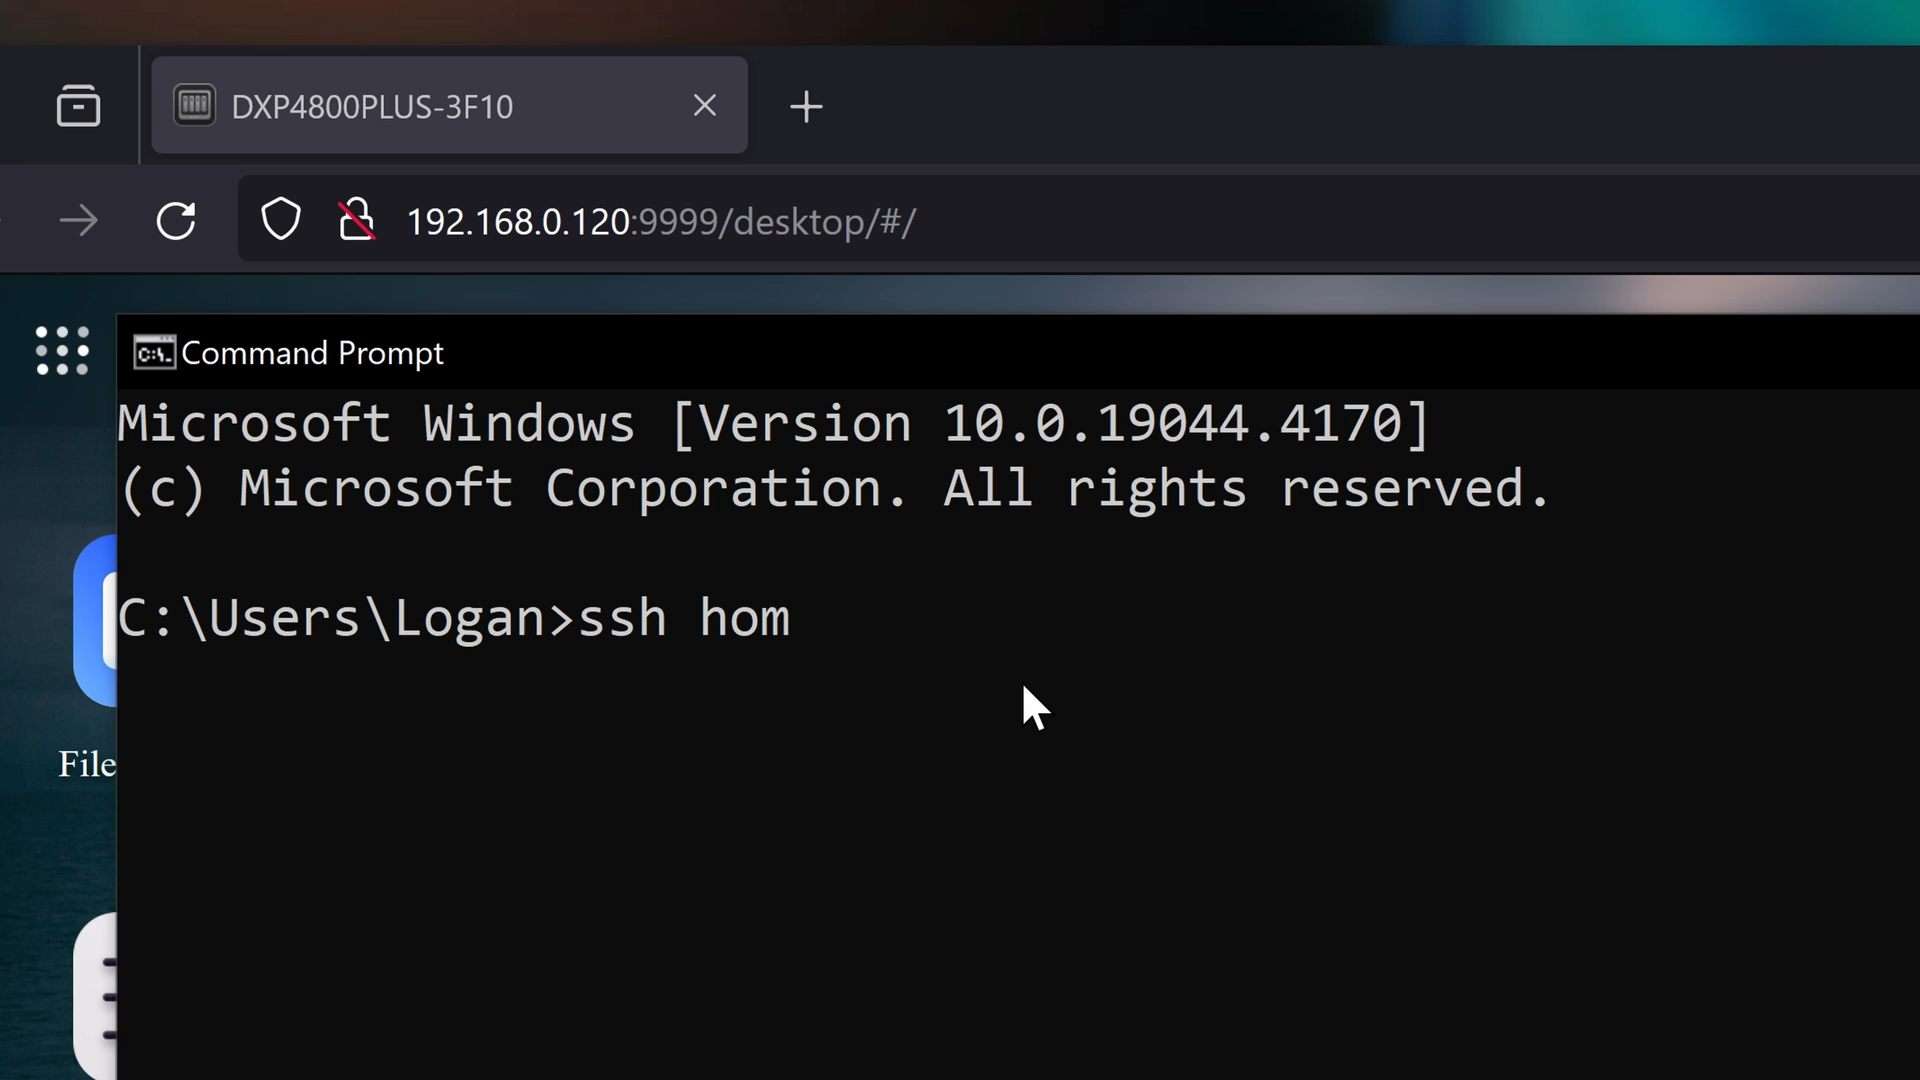 DXP4800PLUS-3F10
192.168.0.120:9999/desktop/#/
C:\. Command Prompt
Microsoft Windows [Version 10.0.19044.4170]
(c) Microsoft Corporation. All rights reserved.
C:\Users\Logan>ssh hom
File